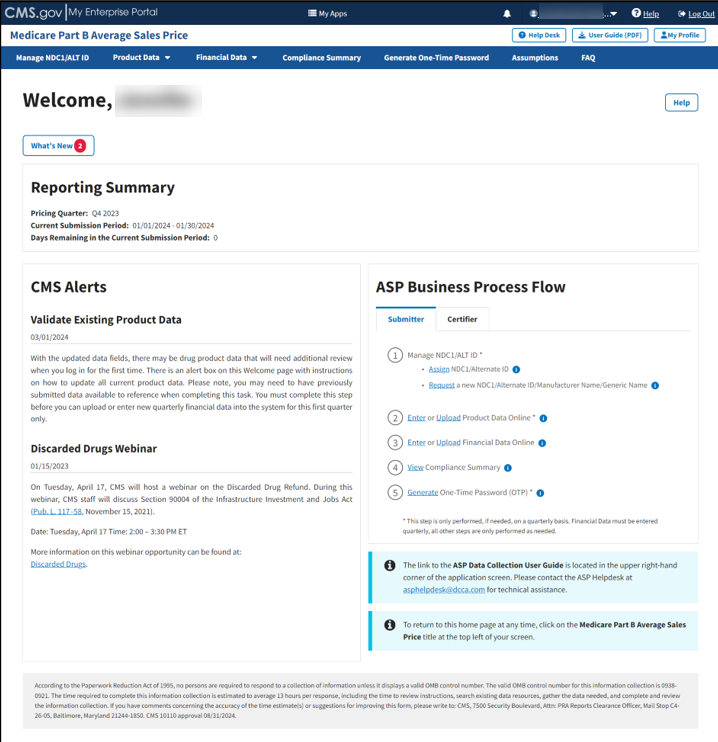 CMS.gov My Enterprise Portal
My Apps
Help
Log Out
Medicare Part B Average Sales Price
Help Desk
User Guide (PDF)
My Profile
Manage NDC1/ALT ID
Product Data
Financial Data
Compliance Summary
Generate One-Time Password
Assumptions
FAQ
Welcome,
Help
What's New 2
Reporting Summary
Pricing Quarter: Q4 2023
Current Submission Period: 01/01/2024 - 01/30/2024
Days Remaining in the Current Submission Period: 0
CMS Alerts
Validate Existing Product Data
03/01/2024
With the updated data fields, there may be drug product data that will need additional review
when you log in for the first time. There is an alert box on this Welcome page with instructions
on how to update all current product data. Please note, you may need to have previously
submitted data available to reference when completing this task. You must complete this step
before you can upload or enter new quarterly financial data into the system for this first quarter
only.
Discarded Drugs Webinar
01/15/2023
On Tuesday, April 17, CMS will host a webinar on the Discarded Drug Refund. During this
webinar, CMS staff will discuss Section 90004 of the Infrastructure Investment and Jobs Act
(Pub. L. 117–58, November 15, 2021).
Date: Tuesday, April 17 Time: 2:00 – 3:30 PM ET
More information on this webinar opportunity can be found at:
Discarded Drugs.
ASP Business Process Flow
Submitter
Certifier
1 Manage NDC1/ALT ID *
• Assign NDC1/Alternate ID
• Request a new NDC1/Alternate ID/Manufacturer Name/Generic Name
2 Enter or Upload Product Data Online *
3 Enter or Upload Financial Data Online
4 View Compliance Summary
5 Generate One-Time Password (OTP) *
* This step is only performed, if needed, on a quarterly basis. Financial Data must be entered
quarterly, all other steps are only performed as needed.
The link to the ASP Data Collection User Guide is located in the upper right-hand
corner of the application screen. Please contact the ASP Helpdesk at
asphelpdesk@dcca.com for technical assistance.
To return to this home page at any time, click on the Medicare Part B Average Sales
Price title at the top left of your screen.
According to the Paperwork Reduction Act of 1995, no persons are required to respond to a collection of information unless it displays a valid OMB control number. The valid OMB control number for this information collection is 0938-
0921. The time required to complete this information collection is estimated to average 13 hours per response, including the time to review instructions, search existing data resources, gather the data needed, and complete and review
the information collection. If you have comments concerning the accuracy of the time estimate(s) or suggestions for improving this form, please write to: CMS, 7500 Security Boulevard, Attn: PRA Reports Clearance Officer, Mail Stop C4-
26-05, Baltimore, Maryland 21244-1850. CMS 10110 approval 08/31/2024.